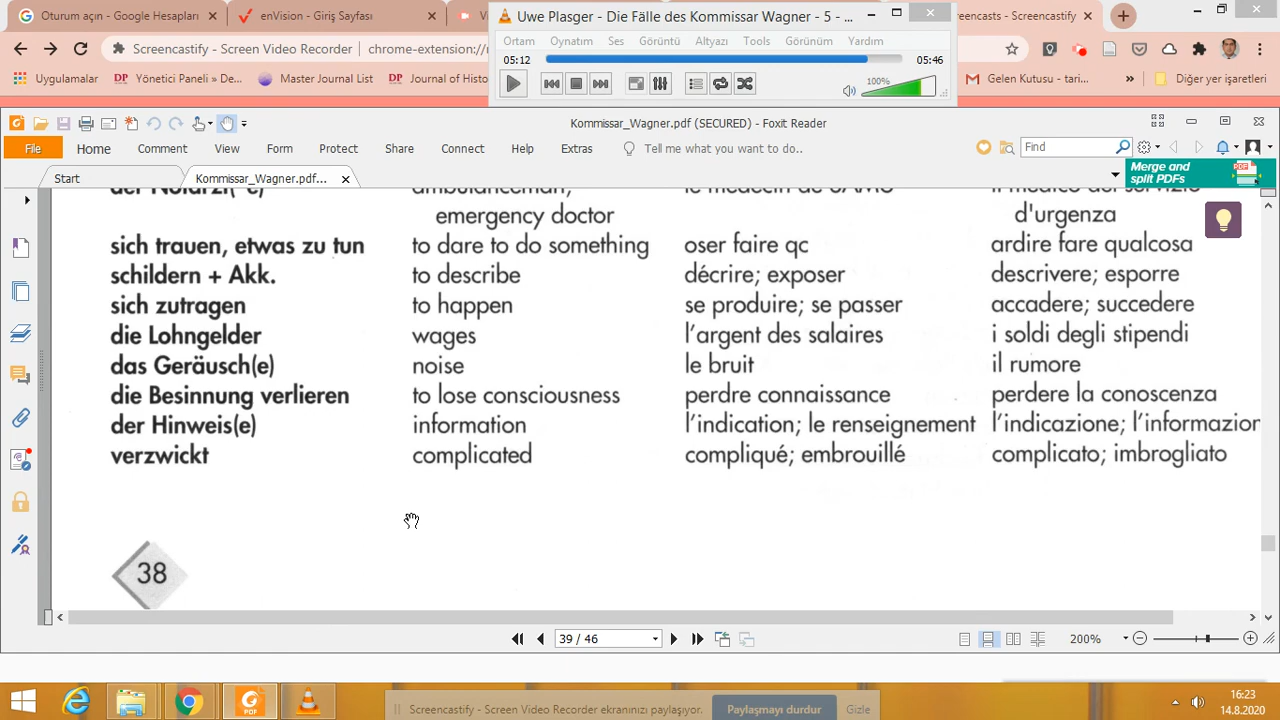 Oturum açın - Google Hesapları
enVision - Giriş Sayfası
Uwe Plasger - Die Fälle des Kommissar Wagner - 5 - ...
eencasts - Screencastify
Ortam Oynatım Ses Görüntü Altyazı Tools Görünüm Yardım
Screencastify - Screen Video Recorder
05:12
05:46
100%
Uygulamalar
Yönetici Paneli » De...
Master Journal List
Journal of Histo
Gelen Kutusu - tari...
»
Diğer yer işaretleri
Kommissar_Wagner.pdf (SECURED) - Foxit Reader
File Home Comment View Form Protect Share Connect Help Extras Tell me what you want to do...
Find
Merge and
split PDFs
Start
Kommissar_Wagner.pdf...
emergency doctor d'urgenza
sich trauen, etwas zu tun to dare to do something oser faire qc ardire fare qualcosa
schildern + Akk. to describe décrire; exposer descrivere; esporre
sich zutragen to happen se produire; se passer accadere; succedere
die Lohngelder wages l'argent des salaires i soldi degli stipendi
das Geräusch(e) noise le bruit il rumore
die Besinnung verlieren to lose consciousness perdre connaissance perdere la conoscenza
der Hinweis(e) information l'indication; le renseignement l'indicazione; l'informazion
verzwickt complicated compliqué; embrouillé complicato; imbrogliato
38
39 / 46
200%
Screencastify - Screen Video Recorder ekranınızı paylaşıyor.
Paylaşmayı durdur
Gizle
16:23
14.8.2020